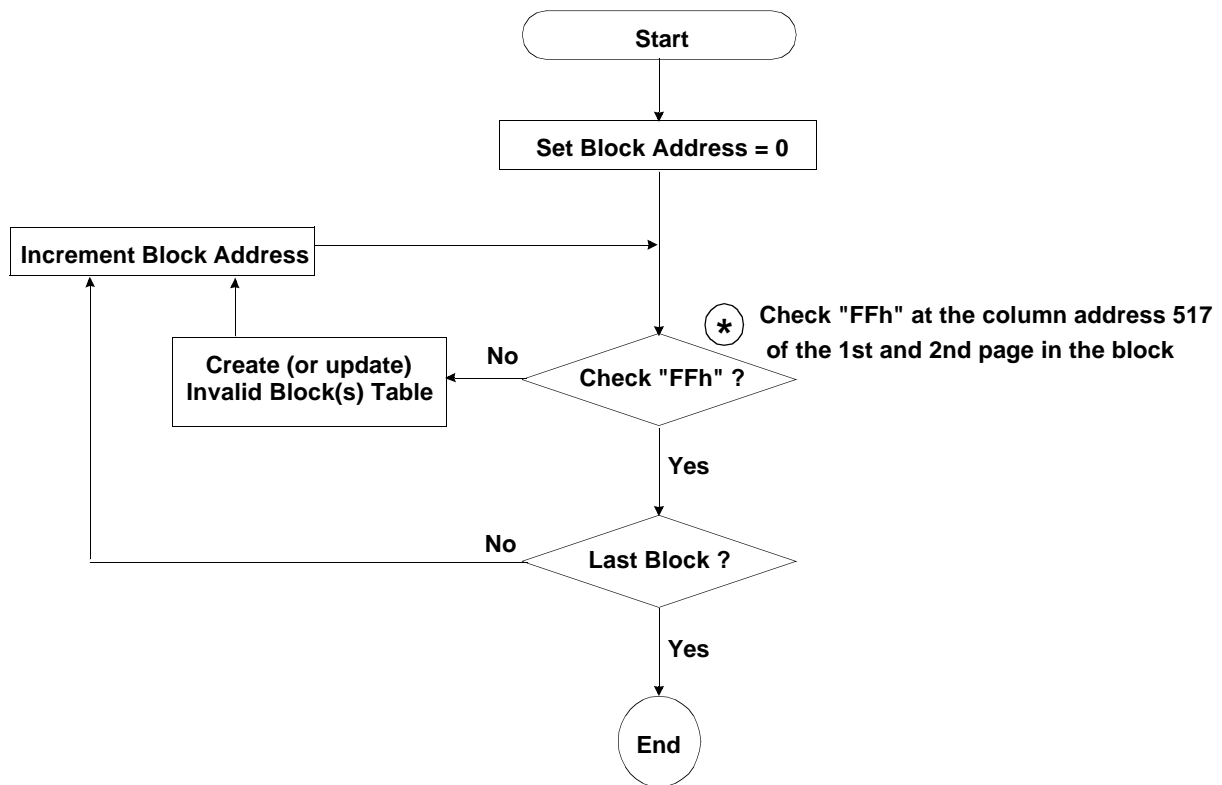 Start
Set Block Address = 0
Increment Block Address
* Check "FFh" at the column address 517
of the 1st and 2nd page in the block
No
Create (or update)
Invalid Block(s) Table
Check "FFh" ?
Yes
No
Last Block ?
Yes
End